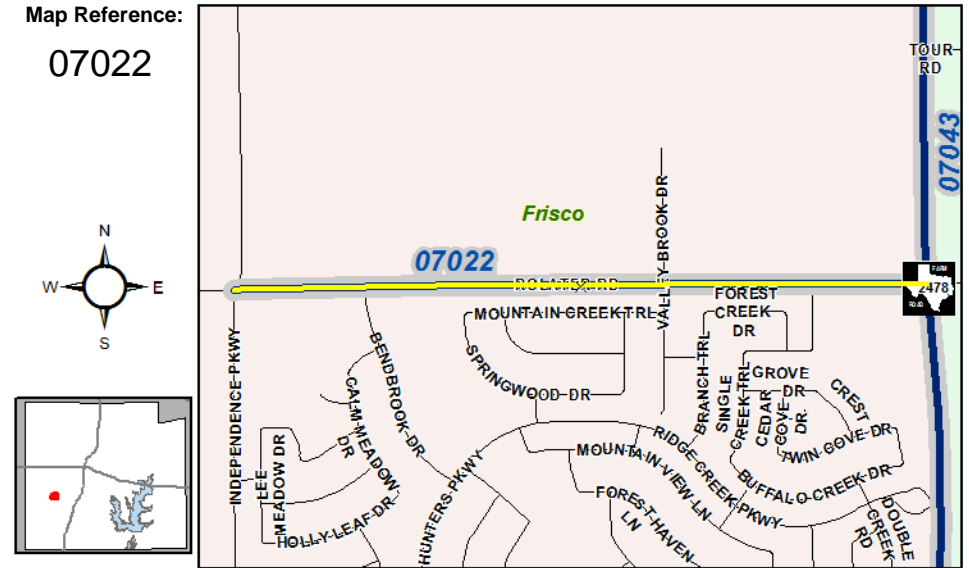 Map Reference:
07022
N
W
E
S
TOUR
RD
07043
Frisco
VALLEY-BROOK-DR
07022
ROLATER-RD
FARM
2478
ROAD
FOREST
CREEK
DR
MOUNTAIN-CREEK-TRL
INDEPENDENCE-PKWY
BENDBROOK-DR
SPRINGWOOD-DR
CALM-MEADOW
DR
LEE
MEADOW DR
HOLLY-LEAF-DR
HUNTERS-PKWY
BRANCH-TRL
SINGLE
CREEK-TRL
GROVE
DR
CEDAR
COVE
DR.
CREST
TWIN-COVE-DR
RIDGE-CREEK-PKWY
MOUNTAIN-VIEW-LN
BUFFALO-CREEK-DR
FOREST-HAVEN
LN
DOUBLE
CREEK
RD